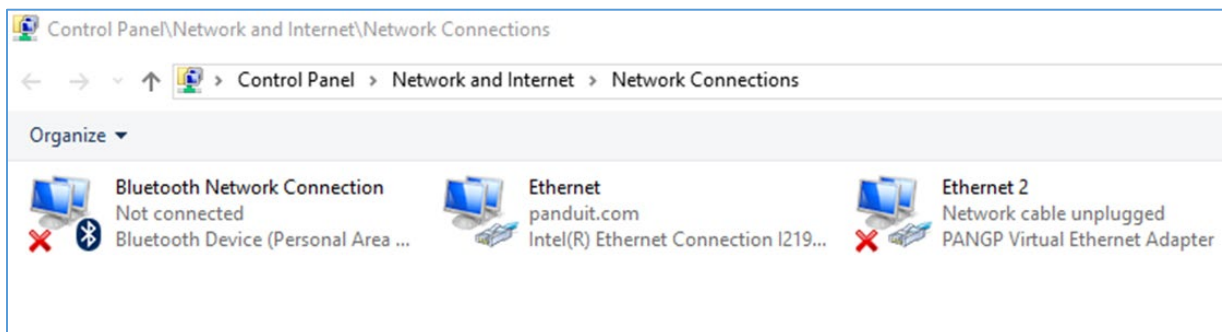 Control Panel\Network and Internet\Network Connections
Control Panel > Network and Internet > Network Connections
Organize
Bluetooth Network Connection
Not connected
Bluetooth Device (Personal Area ...
Ethernet
panduit.com
Intel(R) Ethernet Connection I219...
Ethernet 2
Network cable unplugged
PANGP Virtual Ethernet Adapter